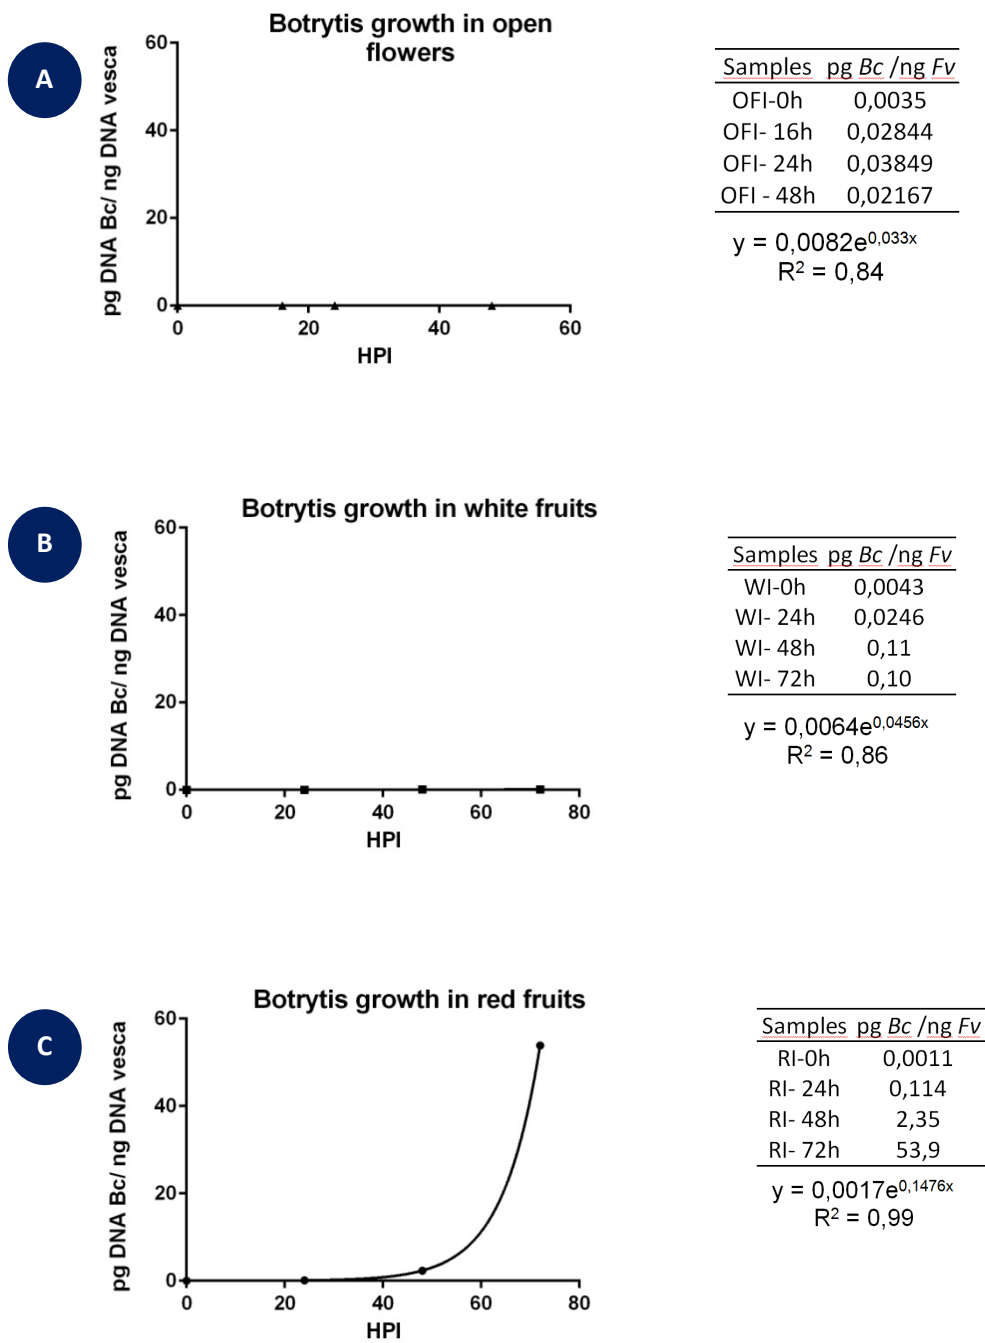 A
Botrytis growth in open
flowers
pg DNA Bc/ ng DNA vesca
60
40
20
0
0 20 40 60
HPI
Samples pg Bc /ng Fv
OFI-0h 0,0035
OFI- 16h 0,02844
OFI- 24h 0,03849
OFI - 48h 0,02167
y = 0,0082e^0,033x
R² = 0,84
B
Botrytis growth in white fruits
pg DNA Bc/ ng DNA vesca
60
40
20
0
0 20 40 60 80
HPI
Samples pg Bc /ng Fv
WI-0h 0,0043
WI- 24h 0,0246
WI- 48h 0,11
WI- 72h 0,10
y = 0,0064e^0,0456x
R² = 0,86
C
Botrytis growth in red fruits
pg DNA Bc/ ng DNA vesca
60
40
20
0
0 20 40 60 80
HPI
Samples pg Bc /ng Fv
RI-0h 0,0011
RI- 24h 0,114
RI- 48h 2,35
RI- 72h 53,9
y = 0,0017e^0,1476x
R² = 0,99